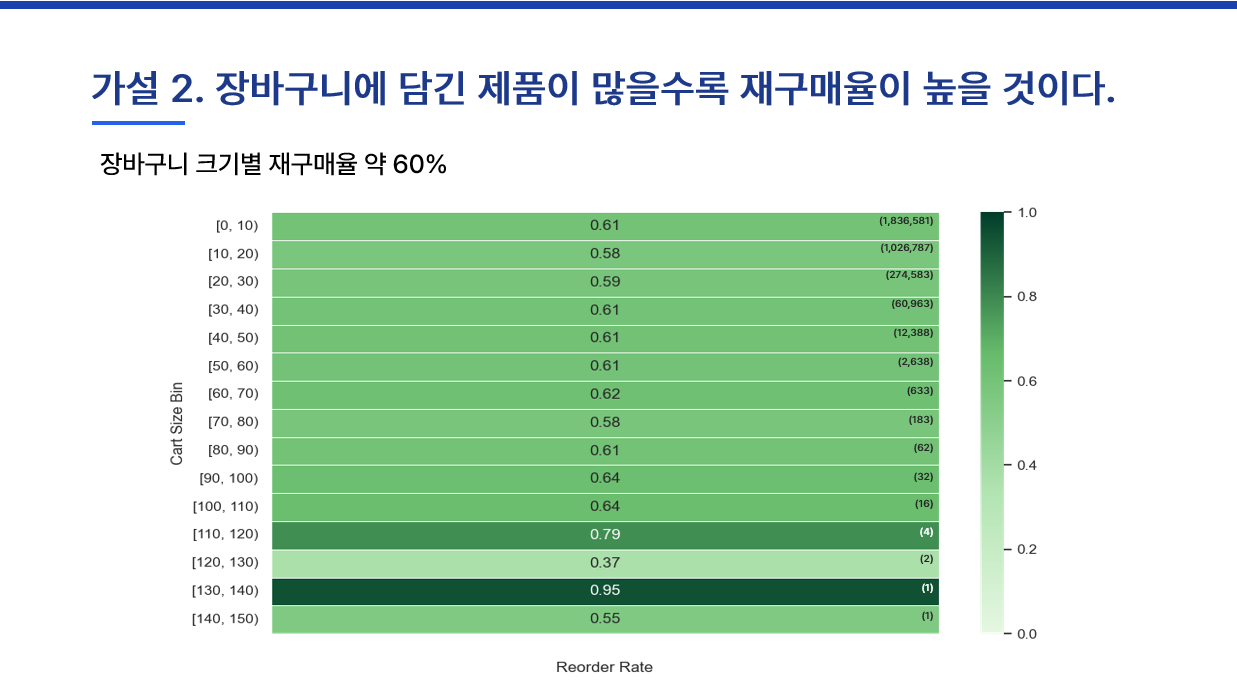 가설 2. 장바구니에 담긴 제품이 많을수록 재구매율이 높을 것이다.
장바구니 크기별 재구매율 약 60%
Cart Size Bin
[0, 10) 0.61 (1,836,581)
[10, 20) 0.58 (1,026,787)
[20, 30) 0.59 (274,583)
[30, 40) 0.61 (60,963)
[40, 50) 0.61 (12,388)
[50, 60) 0.61 (2,638)
[60, 70) 0.62 (633)
[70, 80) 0.58 (183)
[80, 90) 0.61 (62)
[90, 100) 0.64 (32)
[100, 110) 0.64 (16)
[110, 120) 0.79 (4)
[120, 130) 0.37 (2)
[130, 140) 0.95 (1)
[140, 150) 0.55 (1)
Reorder Rate
1.0
0.8
0.6
0.4
0.2
0.0